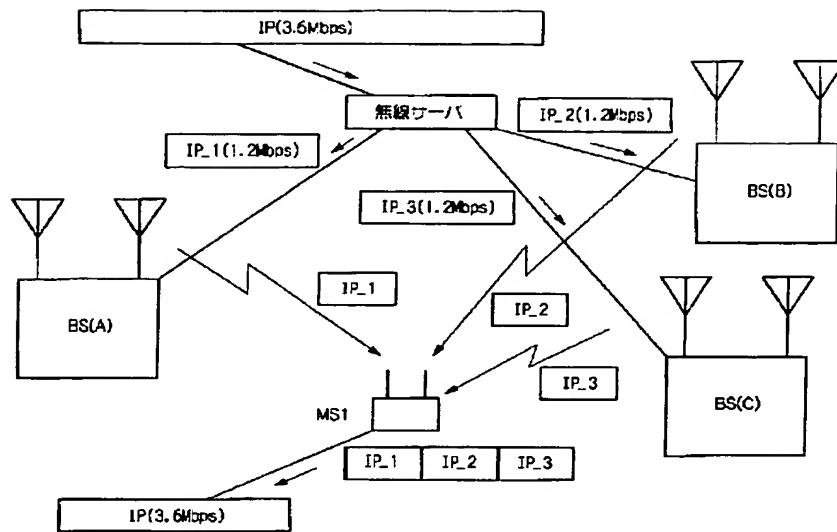 IP(3.6Mbps)
無線サーバ
IP_1(1.2Mbps)
IP_2(1.2Mbps)
IP_3(1.2Mbps)
BS(B)
BS(A)
IP_1
IP_2
IP_3
BS(C)
MS1
IP_1 IP_2 IP_3
IP(3.6Mbps)